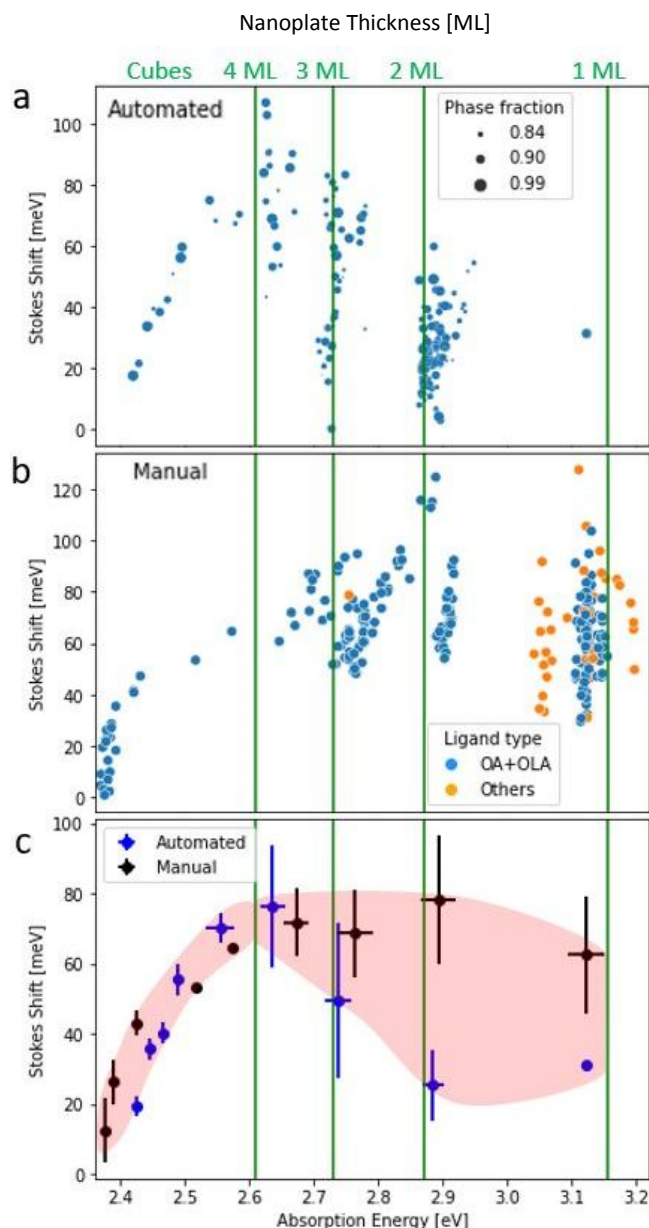 Nanoplate Thickness [ML]
Cubes 4 ML 3 ML 2 ML 1 ML
a
Automated
Phase fraction
0.84
0.90
0.99
100
80
60
40
20
0
Stokes Shift [meV]
b
Manual
120
100
80
60
40
20
0
Stokes Shift [meV]
Ligand type
OA+OLA
Others
c
Automated
Manual
100
80
60
40
20
0
Stokes Shift [meV]
2.4 2.5 2.6 2.7 2.8 2.9 3.0 3.1 3.2
Absorption Energy [eV]